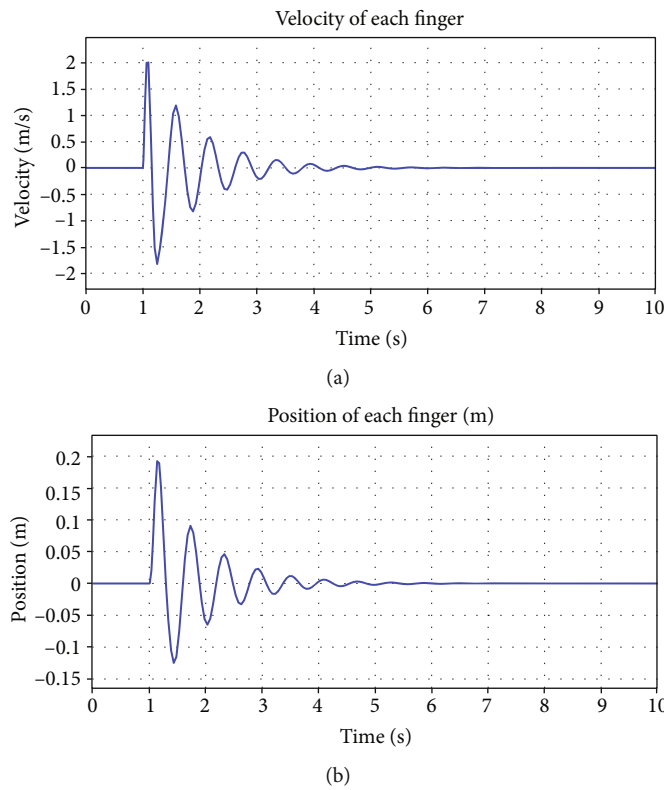 Velocity of each finger
2
1.5
1
0.5
0
−0.5
−1
−1.5
−2
Velocity (m/s)
0 1 2 3 4 5 6 7 8 9 10
Time (s)
(a)
Position of each finger (m)
0.2
0.15
0.1
0.05
0
−0.05
−0.1
−0.15
Position (m)
0 1 2 3 4 5 6 7 8 9 10
Time (s)
(b)